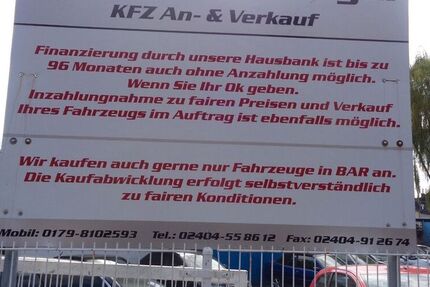 KFZ An- & Verkauf
Finanzierung durch unsere Hausbank ist bis zu
96 Monaten auch ohne Anzahlung möglich.
Wenn Sie Ihr Ok geben.
Inzahlungnahme zu fairen Preisen und Verkauf
Ihres Fahrzeugs im Auftrag ist ebenfalls möglich.
Wir kaufen auch gerne nur Fahrzeuge in BAR an.
Die Kaufabwicklung erfolgt selbstverständlich
zu fairen Konditionen.
Mobil: 0179-8102593 Tel.: 02404-55 86 12 Fax: 02404-91 26 74